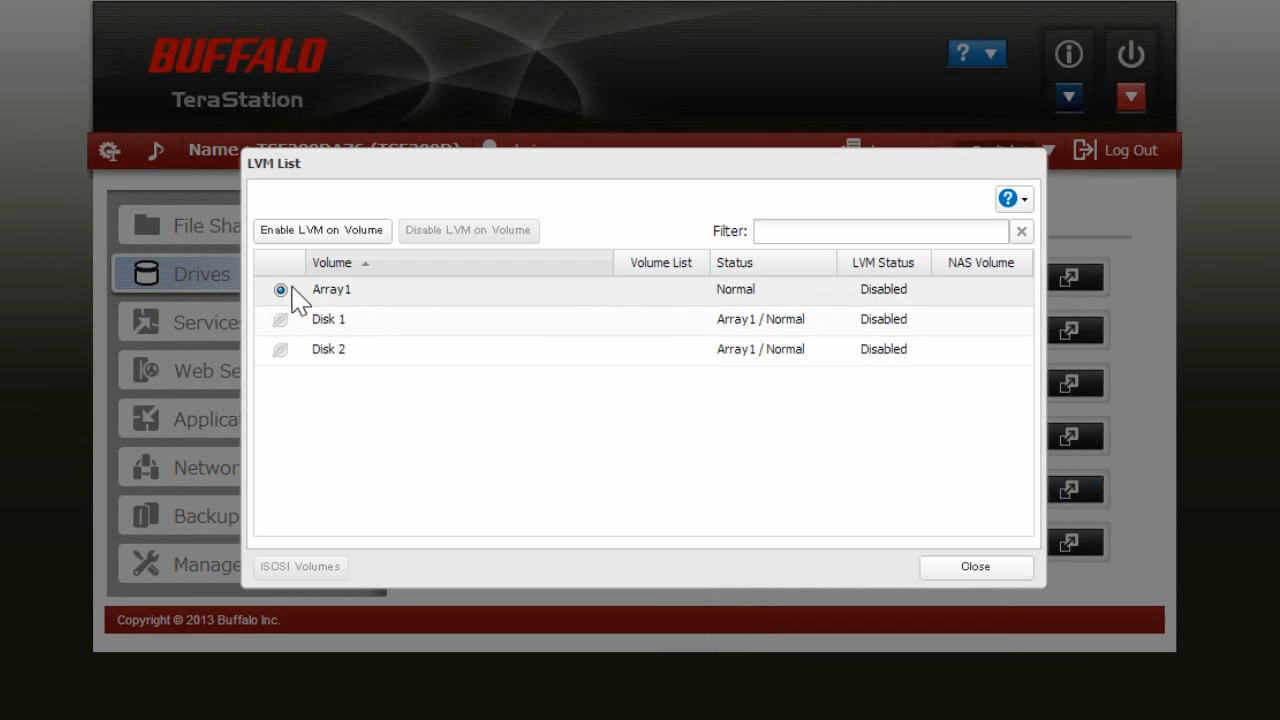 BUFFALO
TeraStation
?
Name
Log Out
LVM List
Enable LVM on Volume
Disable LVM on Volume
Filter:
Volume
Volume List
Status
LVM Status
NAS Volume
Array1
Normal
Disabled
Disk 1
Array1 / Normal
Disabled
Disk 2
Array1 / Normal
Disabled
File Sha
Drives
Service
Web Se
Applica
Networ
Backup
Manage
iSCSI Volumes
Close
Copyright © 2013 Buffalo Inc.